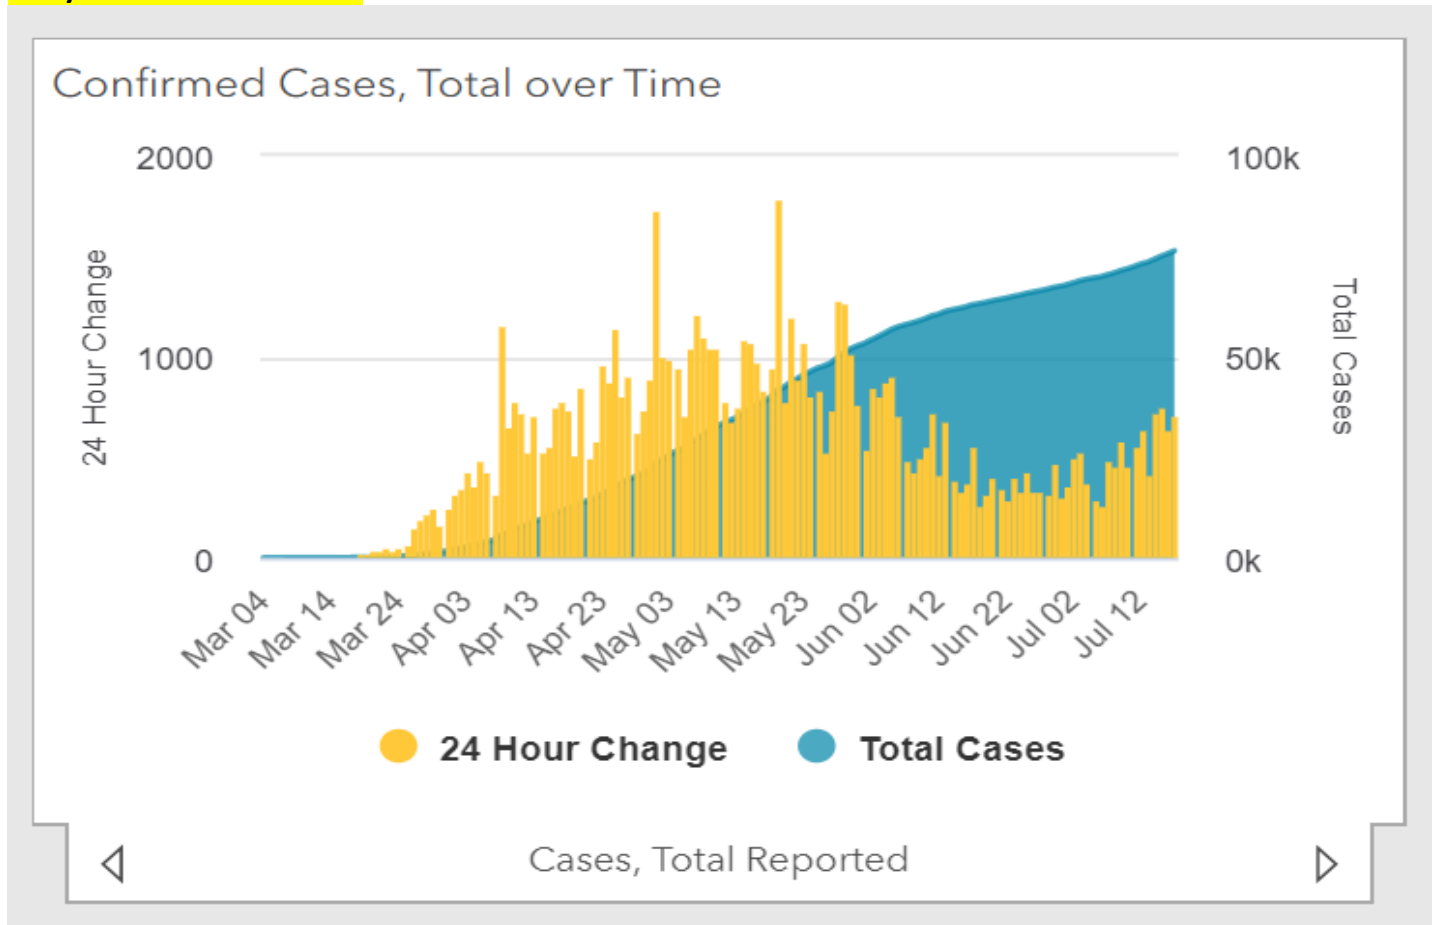 Confirmed Cases, Total over Time
2000
100k
24 Hour Change
Total Cases
1000
50k
0
0k
Mar 04
Mar 14
Mar 24
Apr 03
Apr 13
Apr 23
May 03
May 13
May 23
Jun 02
Jun 12
Jun 22
Jul 02
Jul 12
24 Hour Change
Total Cases
Cases, Total Reported